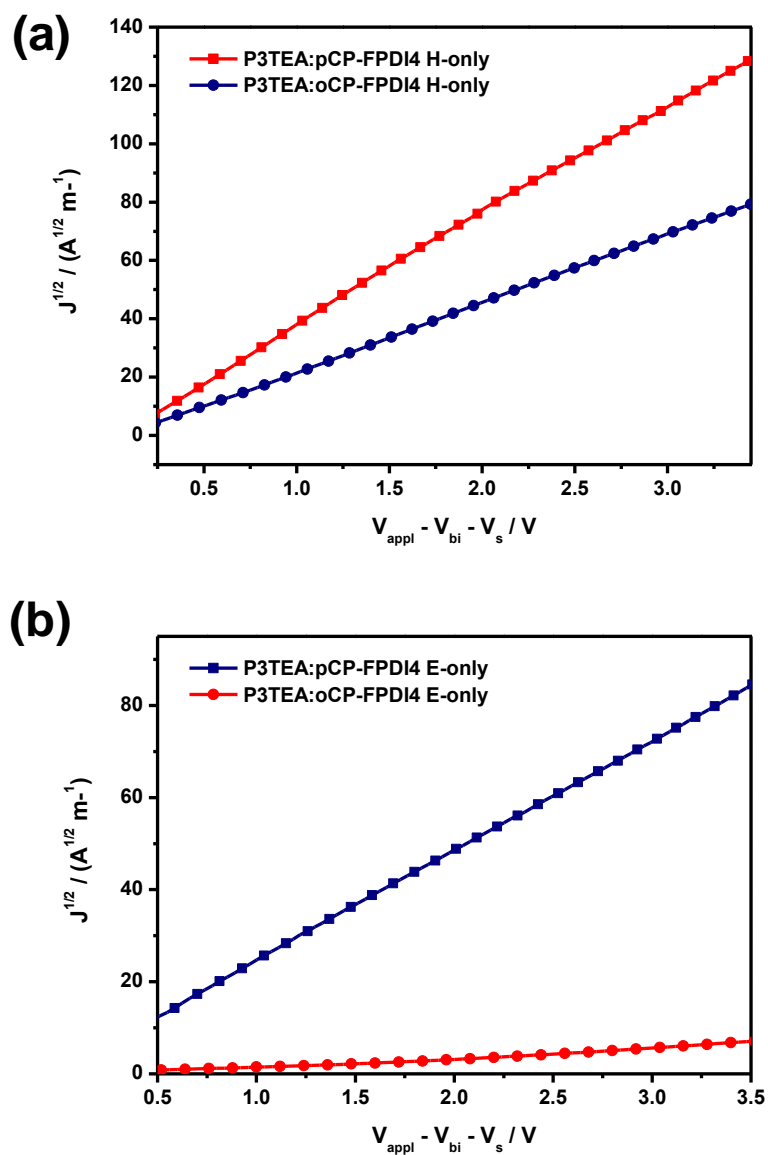 (a)
140
120
100
80
60
40
20
0
J1/2 / (A1/2 m-1)
P3TEA:pCP-FPDI4 H-only
P3TEA:oCP-FPDI4 H-only
0.5 1.0 1.5 2.0 2.5 3.0
Vappl - Vbi - Vs / V
(b)
80
60
40
20
0
J1/2 / (A1/2 m-1)
P3TEA:pCP-FPDI4 E-only
P3TEA:oCP-FPDI4 E-only
0.5 1.0 1.5 2.0 2.5 3.0 3.5
Vappl - Vbi - Vs / V